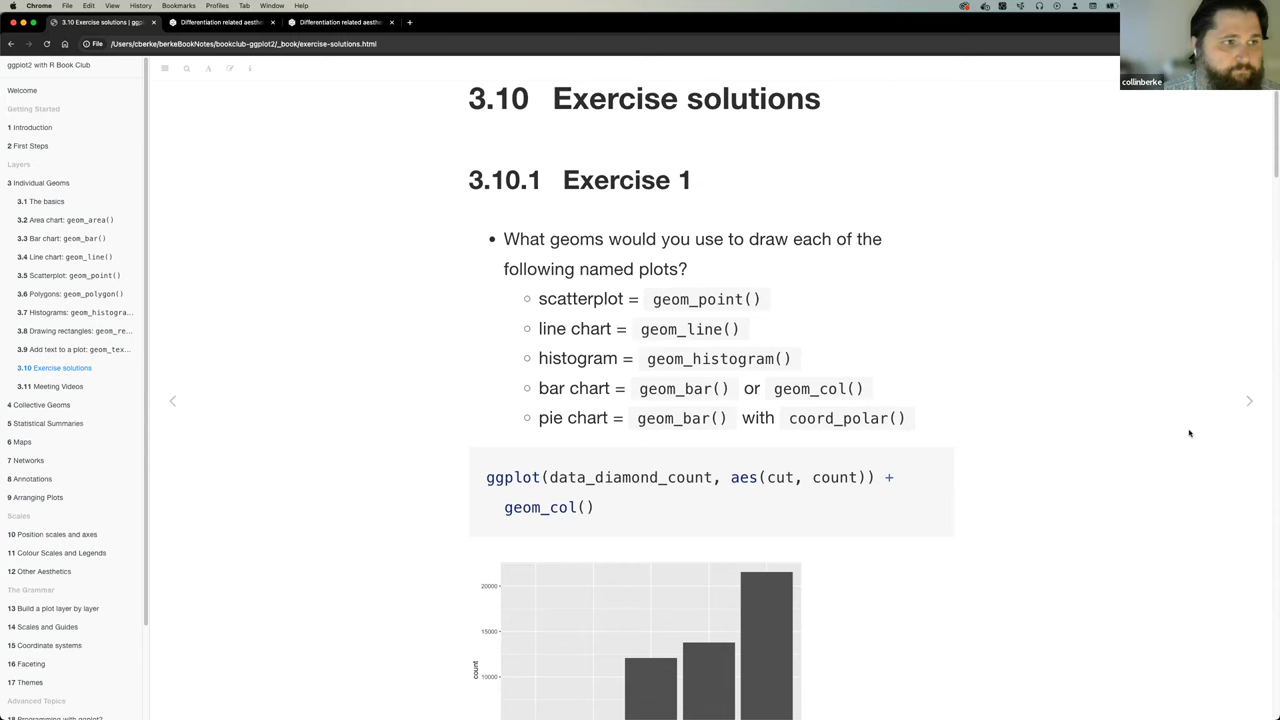 Chrome File Edit View History Bookmarks Profiles Tab Window Help
3.10 Exercise solutions | ggpl
Differentiation related aesthe
Differentiation related aesthe
File /Users/cberke/berkeBookNotes/bookclub-ggplot2/_book/exercise-solutions.html
collinberke
ggplot2 with R Book Club
Welcome
Getting Started
1 Introduction
2 First Steps
Layers
3 Individual Geoms
3.1 The basics
3.2 Area chart: geom_area()
3.3 Bar chart: geom_bar()
3.4 Line chart: geom_line()
3.5 Scatterplot: geom_point()
3.6 Polygons: geom_polygon()
3.7 Histograms: geom_histogra...
3.8 Drawing rectangles: geom_re...
3.9 Add text to a plot: geom_tex...
3.10 Exercise solutions
3.11 Meeting Videos
4 Collective Geoms
5 Statistical Summaries
6 Maps
7 Networks
8 Annotations
9 Arranging Plots
Scales
10 Position scales and axes
11 Colour Scales and Legends
12 Other Aesthetics
The Grammar
13 Build a plot layer by layer
14 Scales and Guides
15 Coordinate systems
16 Faceting
17 Themes
Advanced Topics
18 Programming with ggplot2
3.10 Exercise solutions
3.10.1 Exercise 1
• What geoms would you use to draw each of the
following named plots?
○ scatterplot = geom_point()
○ line chart = geom_line()
○ histogram = geom_histogram()
○ bar chart = geom_bar() or geom_col()
○ pie chart = geom_bar() with coord_polar()
ggplot(data_diamond_count, aes(cut, count)) +
geom_col()
20000
15000
10000
count